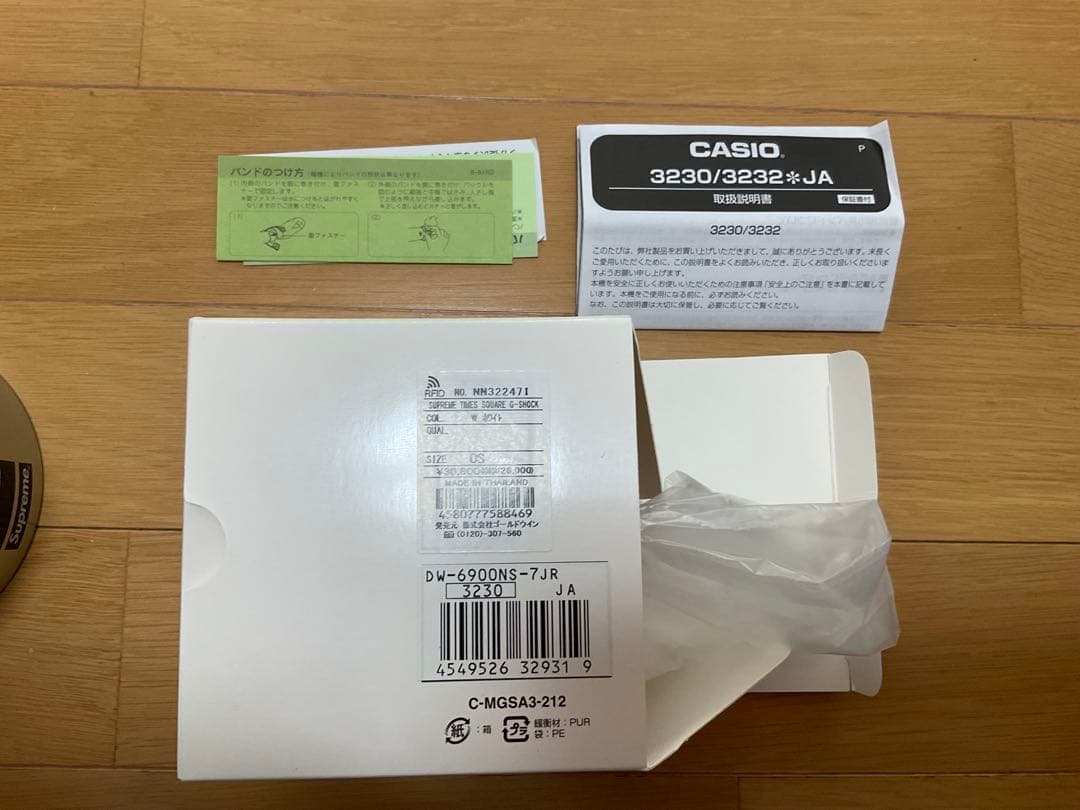 バンドのつけ方
(1)
(2)
面ファスナー
CASIO
P
3230/3232*JA
取扱説明書
保証書付
3230/3232
このたびは、弊社製品をお買い上げいただきまして、誠にありがとうございます。末長く
ご愛用いただくために、この説明書をよくお読みいただき、正しくお取り扱いくださいま
すようお願い申し上げます。
本機を安全に正しくお使いいただくための注意事項「安全上のご注意」を本書に記載して
います。本機をご使用になる前に、必ずお読みください。
なお、この説明書は大切に保管し、必要に応じてご覧ください。
RFID NO. NN322471
SUPREME TIMES SQUARE G-SHOCK
COL. W ホワイト
QUAL.
SIZE OS
MADE IN THAILAND
4580777588469
発売元 株式会社ゴールドウイン
(0120)-307-560
DW-6900NS-7JR
3230 JA
4549526 32931 9
C-MGSA3-212
紙 :箱
プラ 緩衝材: PUR
袋: PE
Supreme